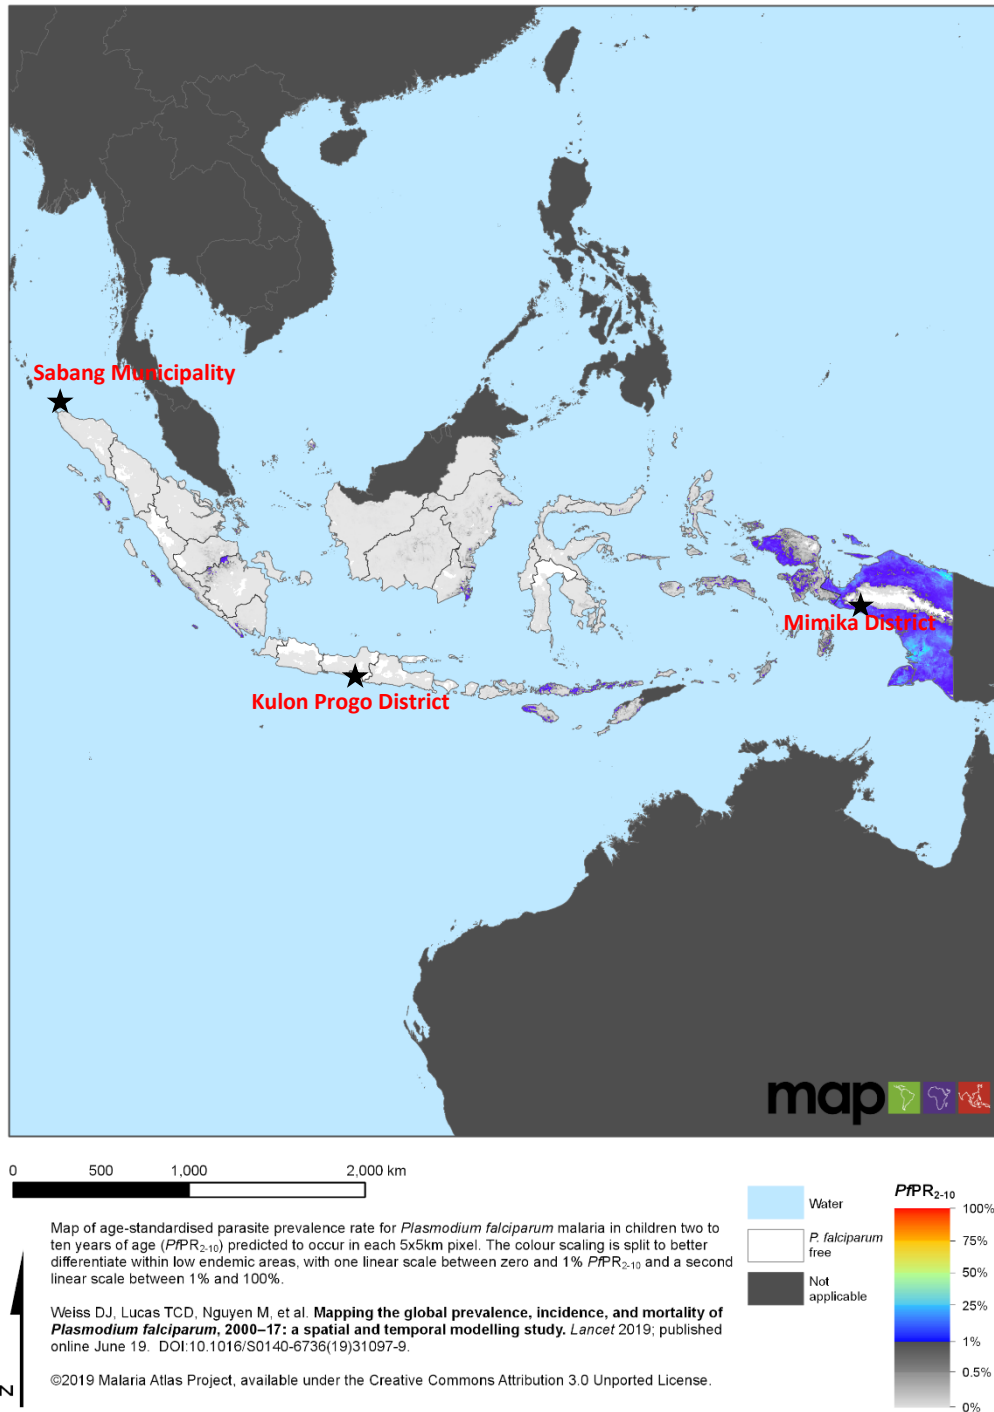 Sabang Municipality
Mimika District
Kulon Progo District
map
0 500 1,000 2,000 km
Map of age-standardised parasite prevalence rate for Plasmodium falciparum malaria in children two to
ten years of age (PfPR2-10) predicted to occur in each 5x5km pixel. The colour scaling is split to better
differentiate within low endemic areas, with one linear scale between zero and 1% PfPR2-10 and a second
linear scale between 1% and 100%.
Weiss DJ, Lucas TCD, Nguyen M, et al. Mapping the global prevalence, incidence, and mortality of
Plasmodium falciparum, 2000–17: a spatial and temporal modelling study. Lancet 2019; published
online June 19. DOI:10.1016/S0140-6736(19)31097-9.
©2019 Malaria Atlas Project, available under the Creative Commons Attribution 3.0 Unported License.
N
Water
P. falciparum
free
Not
applicable
PfPR2-10
100%
75%
50%
25%
1%
0.5%
0%